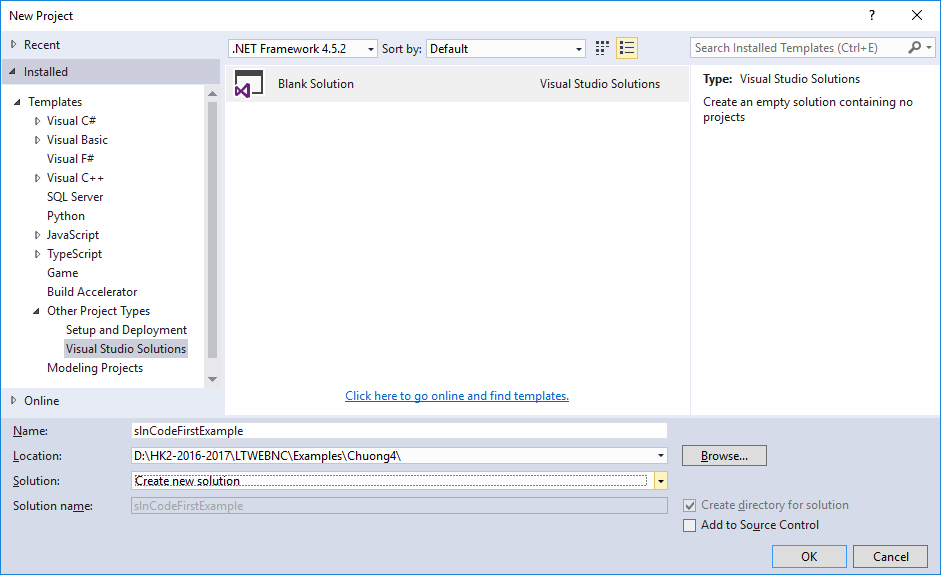 New Project
?
Recent
.NET Framework 4.5.2
Sort by:
Default
Search Installed Templates (Ctrl+E)
Installed
Templates
Visual C#
Visual Basic
Visual F#
Visual C++
SQL Server
Python
JavaScript
TypeScript
Game
Build Accelerator
Other Project Types
Setup and Deployment
Visual Studio Solutions
Modeling Projects
Online
Blank Solution
Visual Studio Solutions
Click here to go online and find templates.
Type: Visual Studio Solutions
Create an empty solution containing no
projects
Name:
slnCodeFirstExample
Location:
D:\HK2-2016-2017\LTWEBNC\Examples\Chuong4\
Browse...
Solution:
Create new solution
Solution name:
slnCodeFirstExample
Create directory for solution
Add to Source Control
OK
Cancel